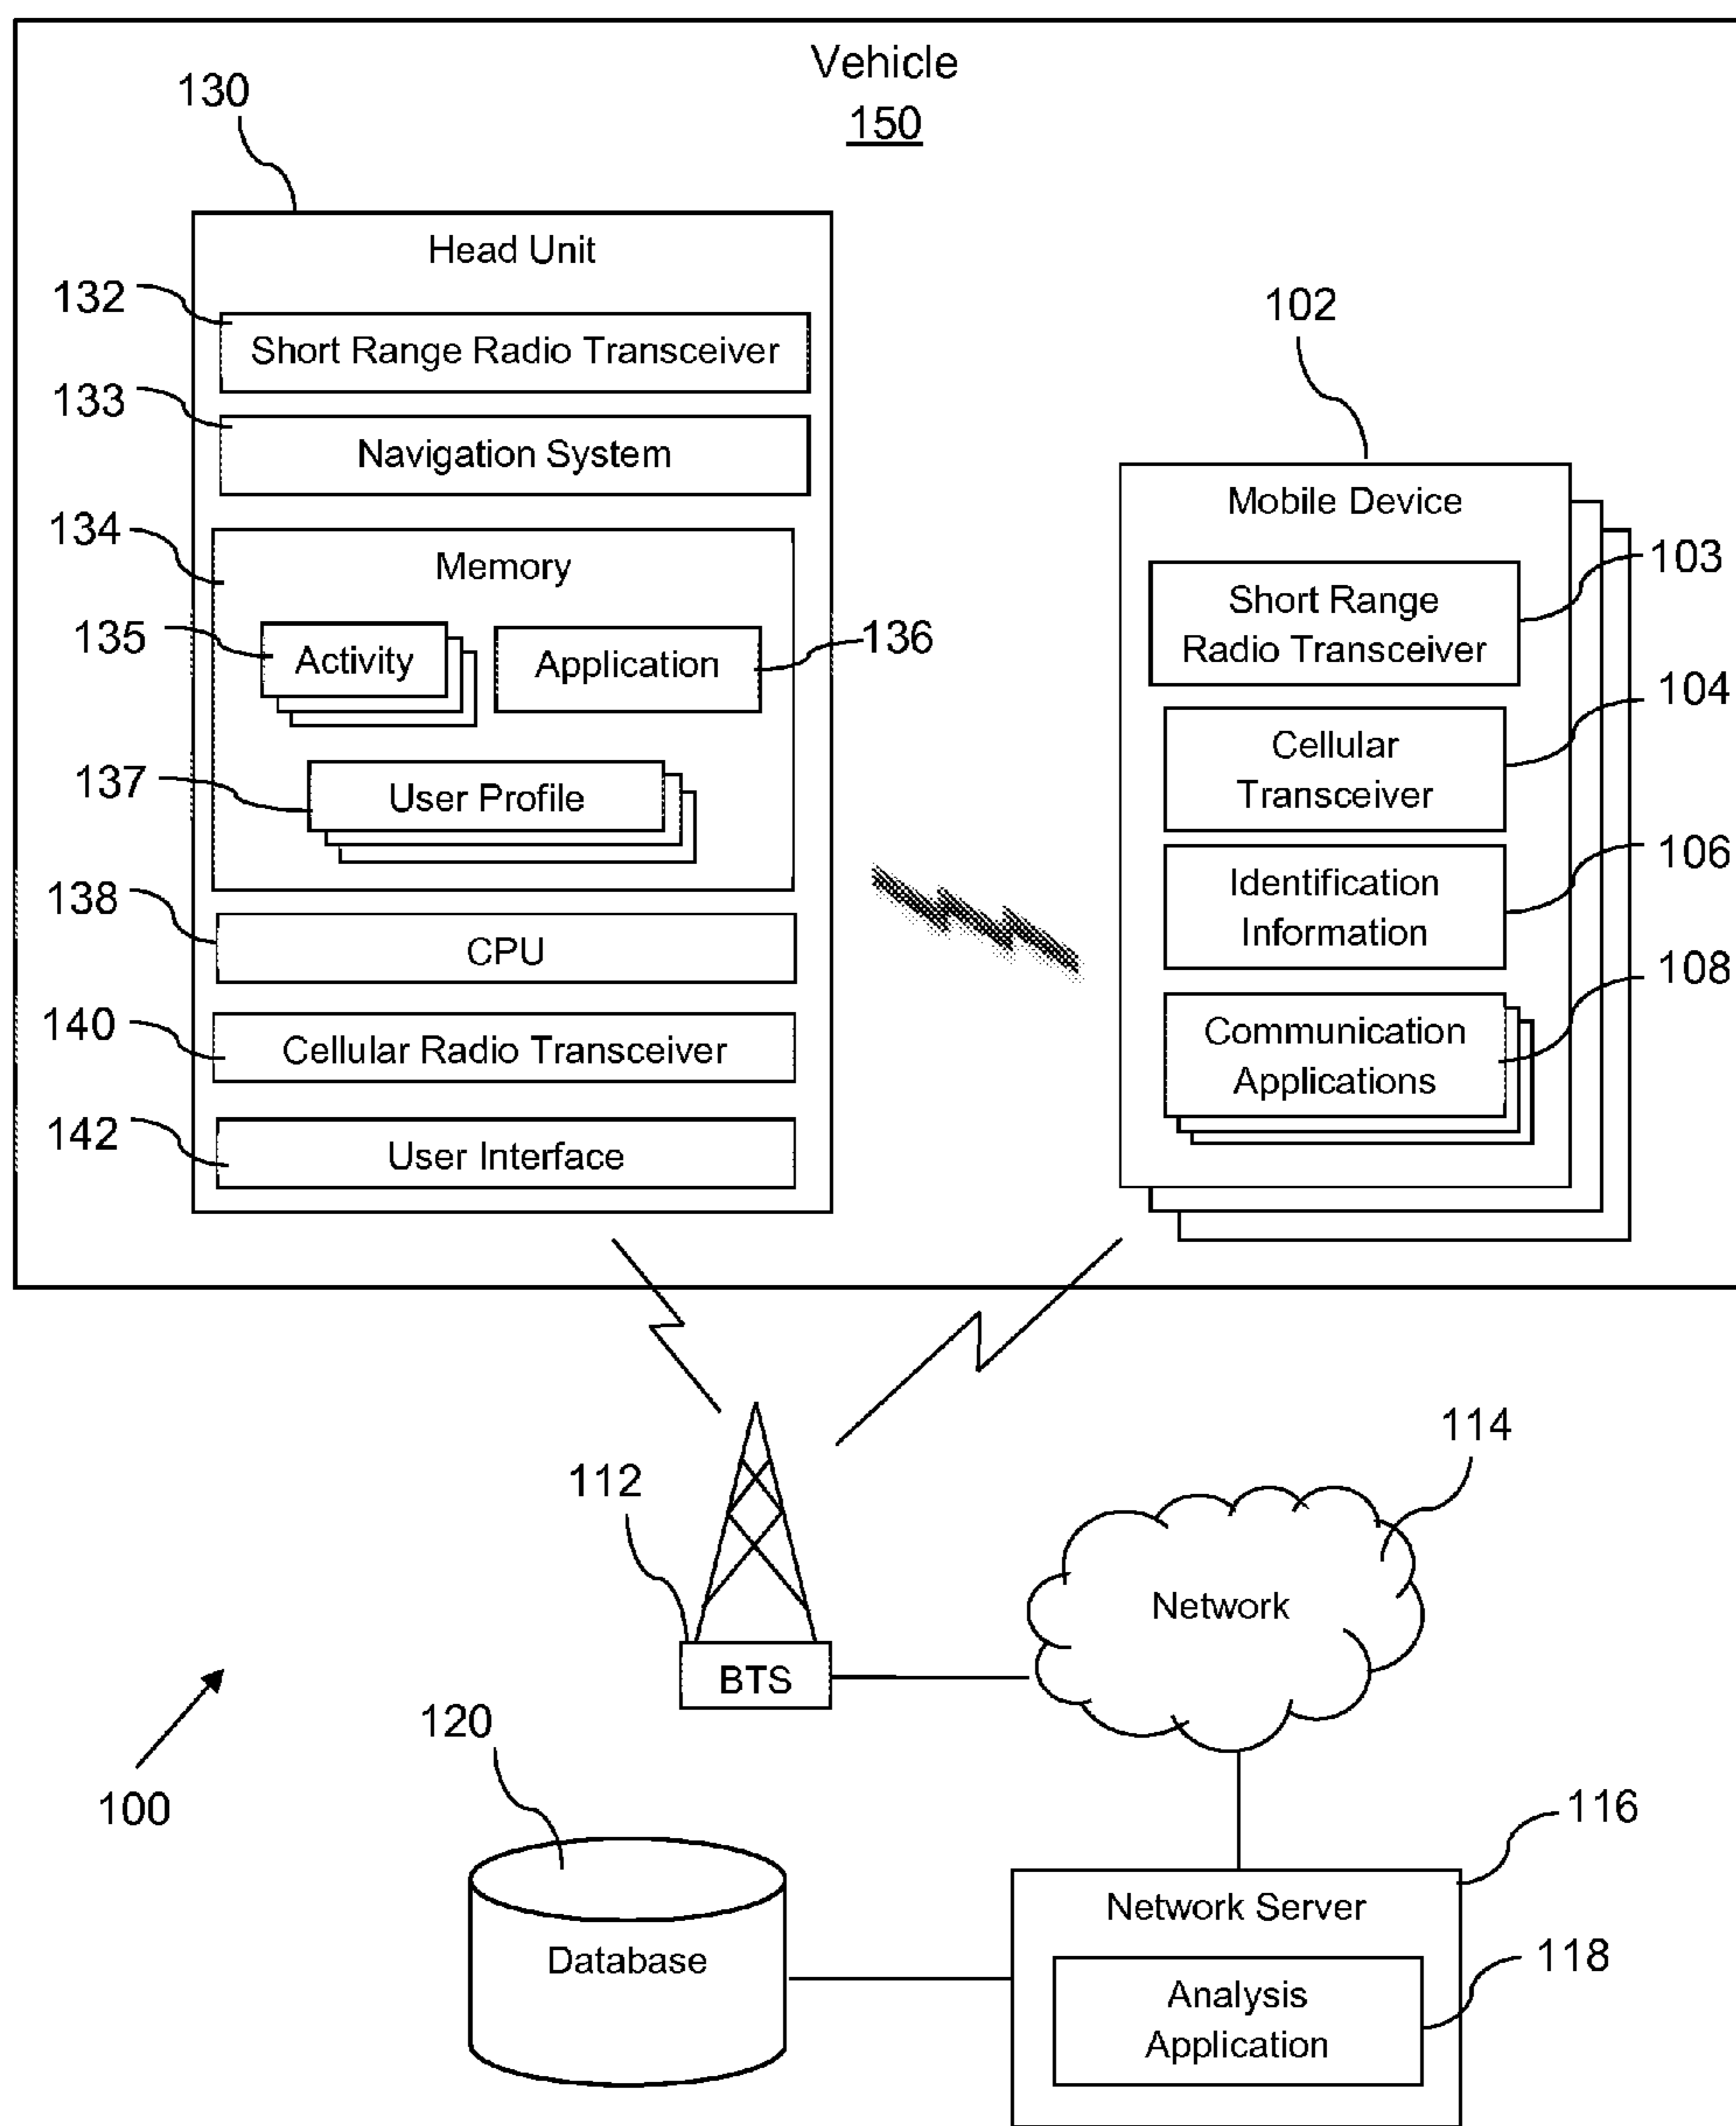 Vehicle
150
130
Head Unit
132
Short Range Radio Transceiver
133
Navigation System
134
Memory
135
Activity
Application
136
137
User Profile
138
CPU
140
Cellular Radio Transceiver
142
User Interface
102
Mobile Device
103
Short Range
Radio Transceiver
104
Cellular
Transceiver
106
Identification
Information
108
Communication
Applications
112
BTS
114
Network
100
120
Database
116
Network Server
118
Analysis
Application